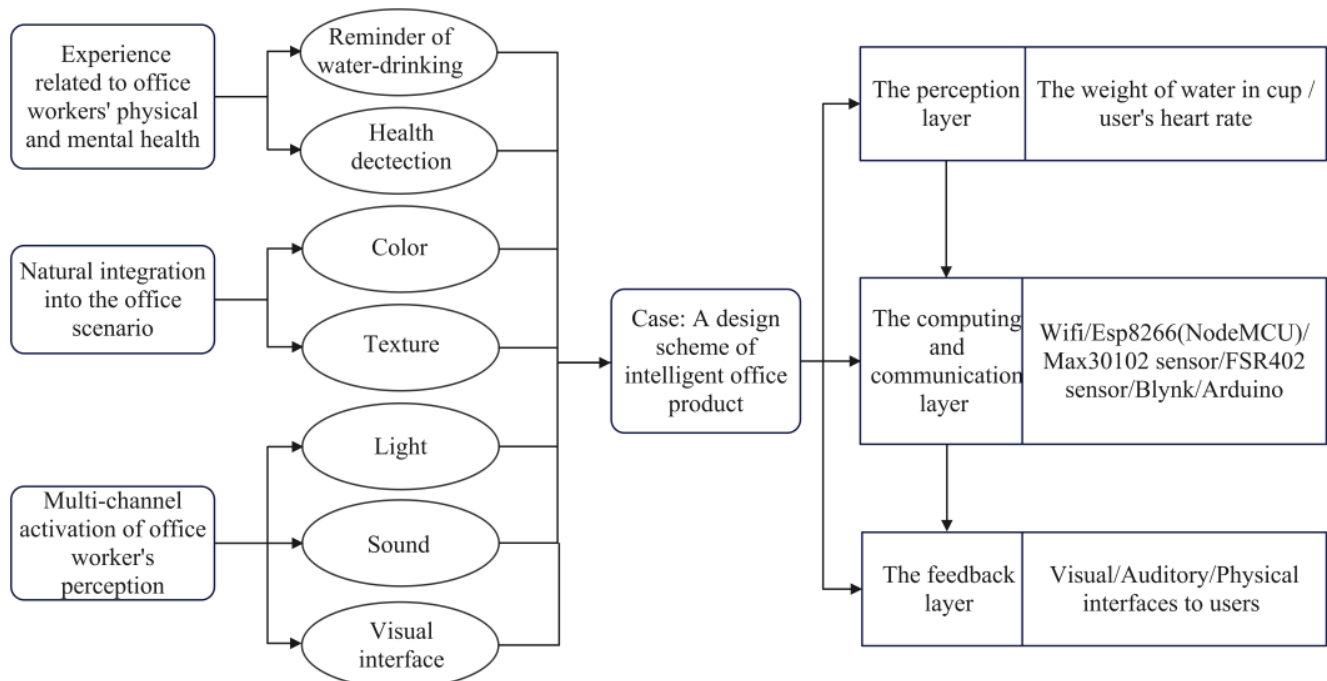 Experience
related to office
workers' physical
and mental health
Natural integration
into the office
scenario
Multi-channel
activation of office
worker's
perception
Reminder of
water-drinking
Health
dectection
Color
Texture
Light
Sound
Visual
interface
Case: A design
scheme of
intelligent office
product
The perception
layer
The weight of water in cup /
user's heart rate
The computing
and
communication
layer
Wifi/Esp8266(NodeMCU)/
Max30102 sensor/FSR402
sensor/Blynk/Arduino
The feedback
layer
Visual/Auditory/Physical
interfaces to users